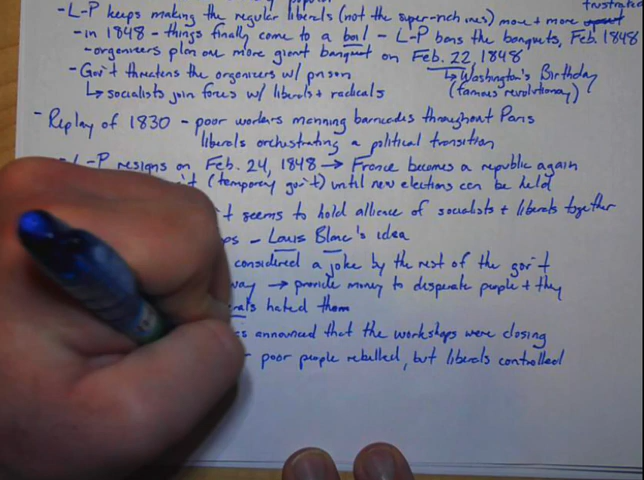 frustrated
- L-P keeps making the regular liberals (not the super-rich ones) more + more
- in 1848 - things finally come to a boil - L-P bans the banquets, Feb. 1848
- organizers plan one more giant banquet on Feb. 22, 1848
↳ Washington's Birthday
(famous revolutionary)
- Gov't threatens the organizers w/ prison
↳ socialists join forces w/ liberals + radicals
- Replay of 1830 - poor workers manning barricades throughout Paris
liberals orchestrating a political transition
- L-P resigns on Feb. 24, 1848 → France becomes a republic again
(temporary gov't) until new elections can be held
't seems to hold alliance of socialists + liberals together
- Louis Blanc's idea
considered a joke by the rest of the gov't
→ provide money to desperate people + they
hated them
announced that the workshops were closing
- poor people rebelled, but liberals controlled